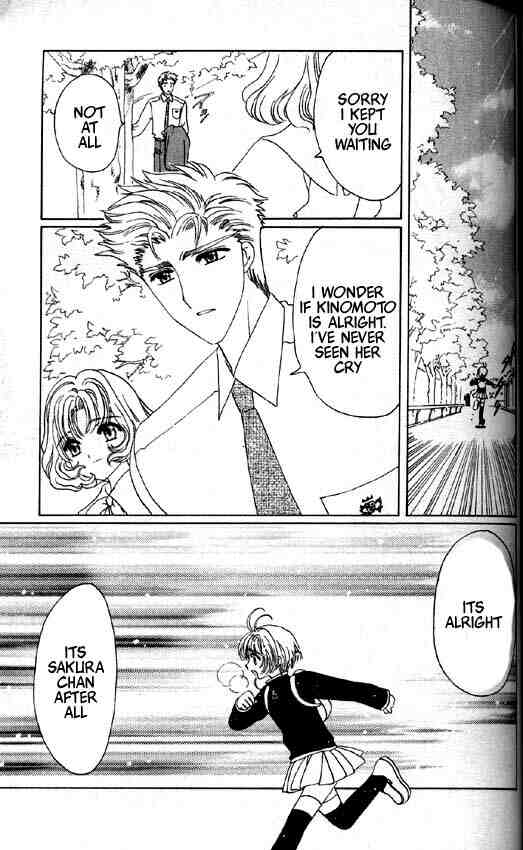 SORRY
I KEPT
YOU
WAITING
NOT
AT
ALL
I WONDER
IF KINOMOTO
IS ALRIGHT.
I'VE NEVER
SEEN HER
CRY
ITS
ALRIGHT
ITS
SAKURA
CHAN
AFTER
ALL